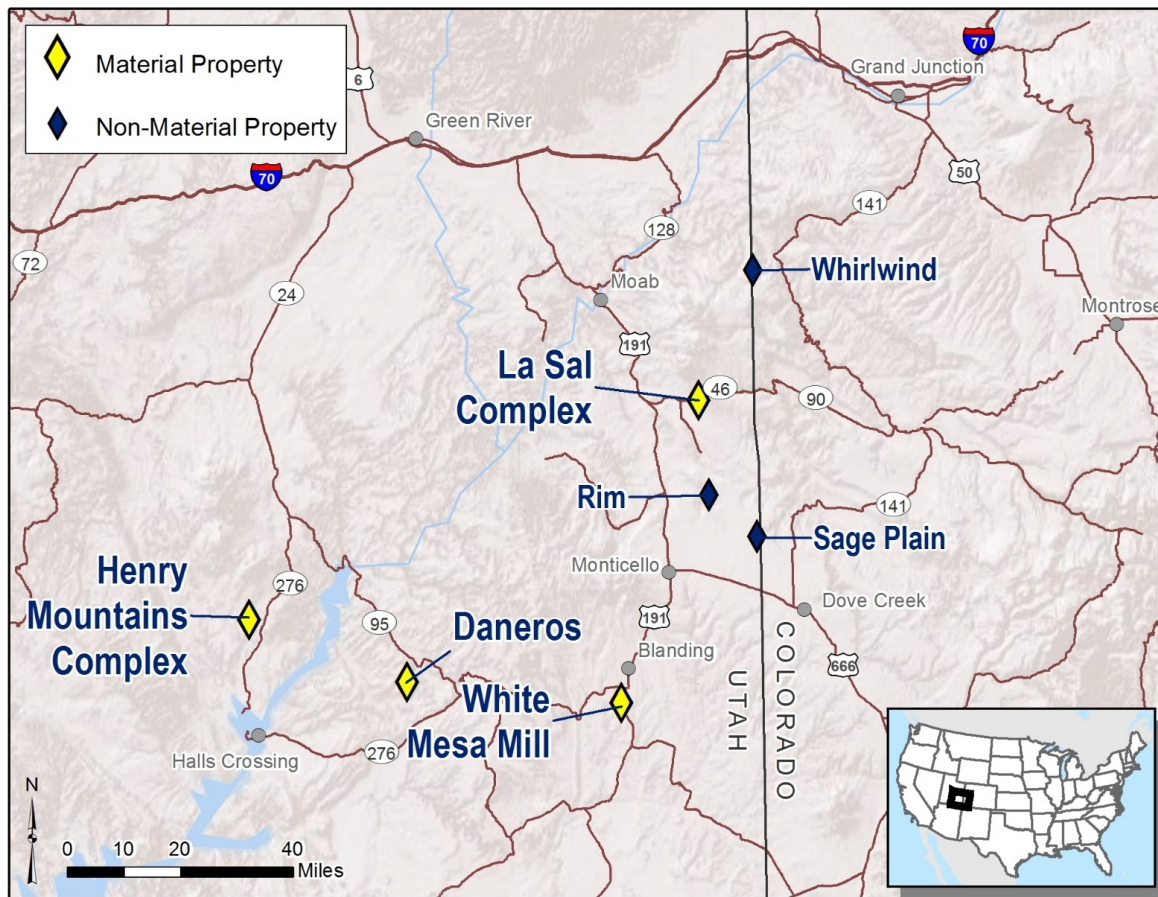 Material Property
Non-Material Property
6
70
Grand Junction
Green River
70
50
141
128
72
24
Whirlwind
Moab
Montrose
191
La Sal
Complex
46
90
Rim
141
Sage Plain
Henry
Mountains
Complex
276
Monticello
Dove Creek
95
Daneros
191
Blanding
666
White
Mesa Mill
UTAH
COLORADO
Halls Crossing
276
N
0 10 20 40
Miles